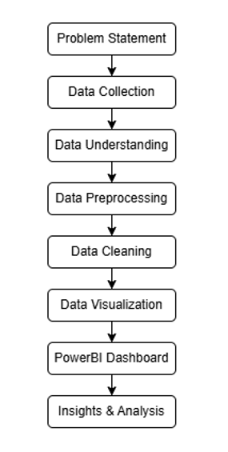 Problem Statement
Data Collection
Data Understanding
Data Preprocessing
Data Cleaning
Data Visualization
PowerBI Dashboard
Insights & Analysis